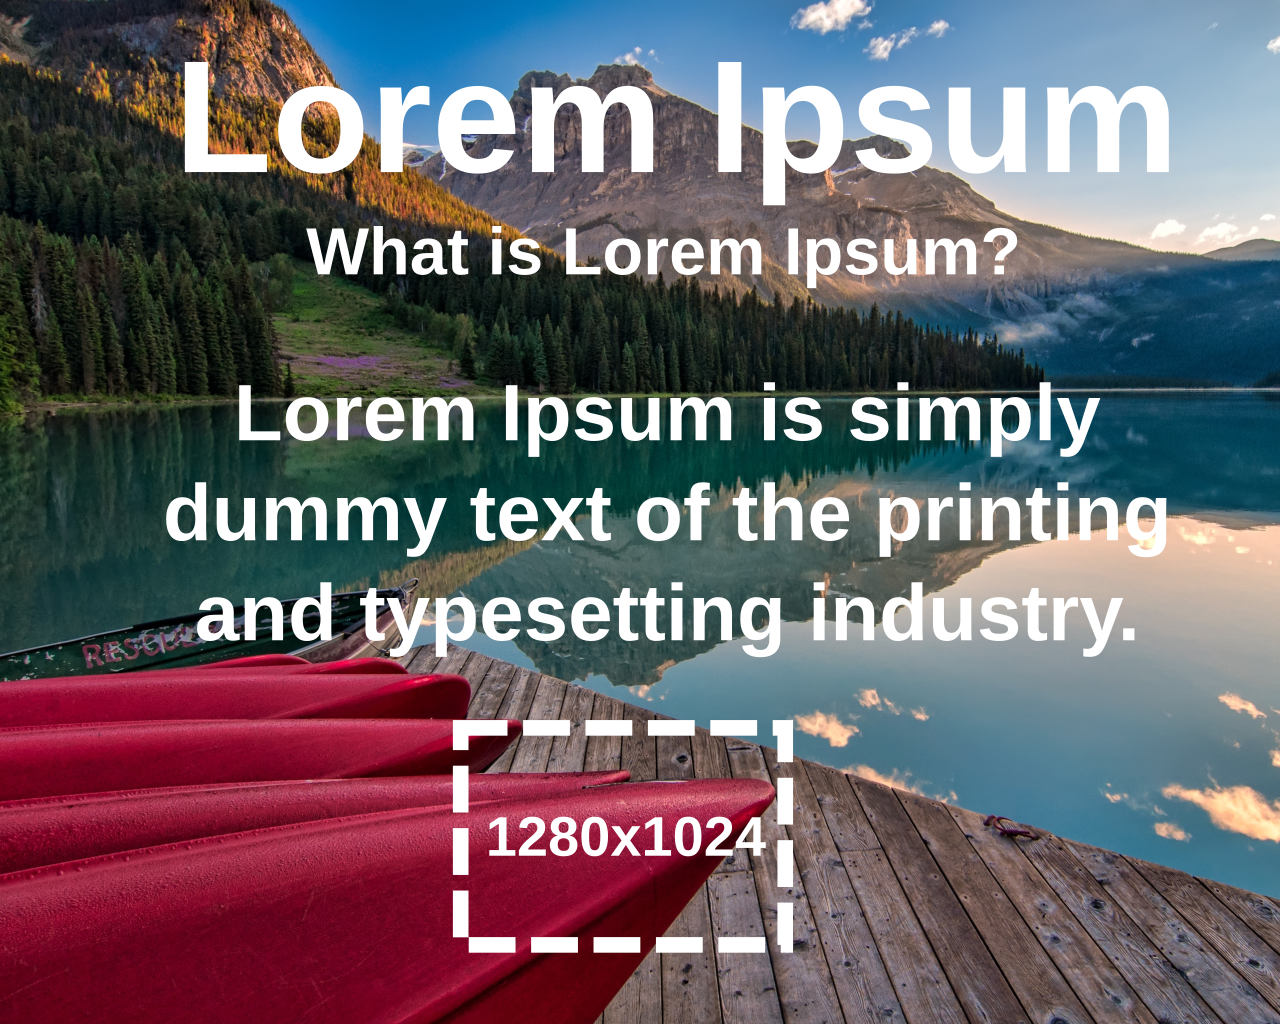 Lorem Ipsum
What is Lorem Ipsum?
Lorem Ipsum is simply
dummy text of the printing
and typesetting industry.
RESCUE
1280x1024